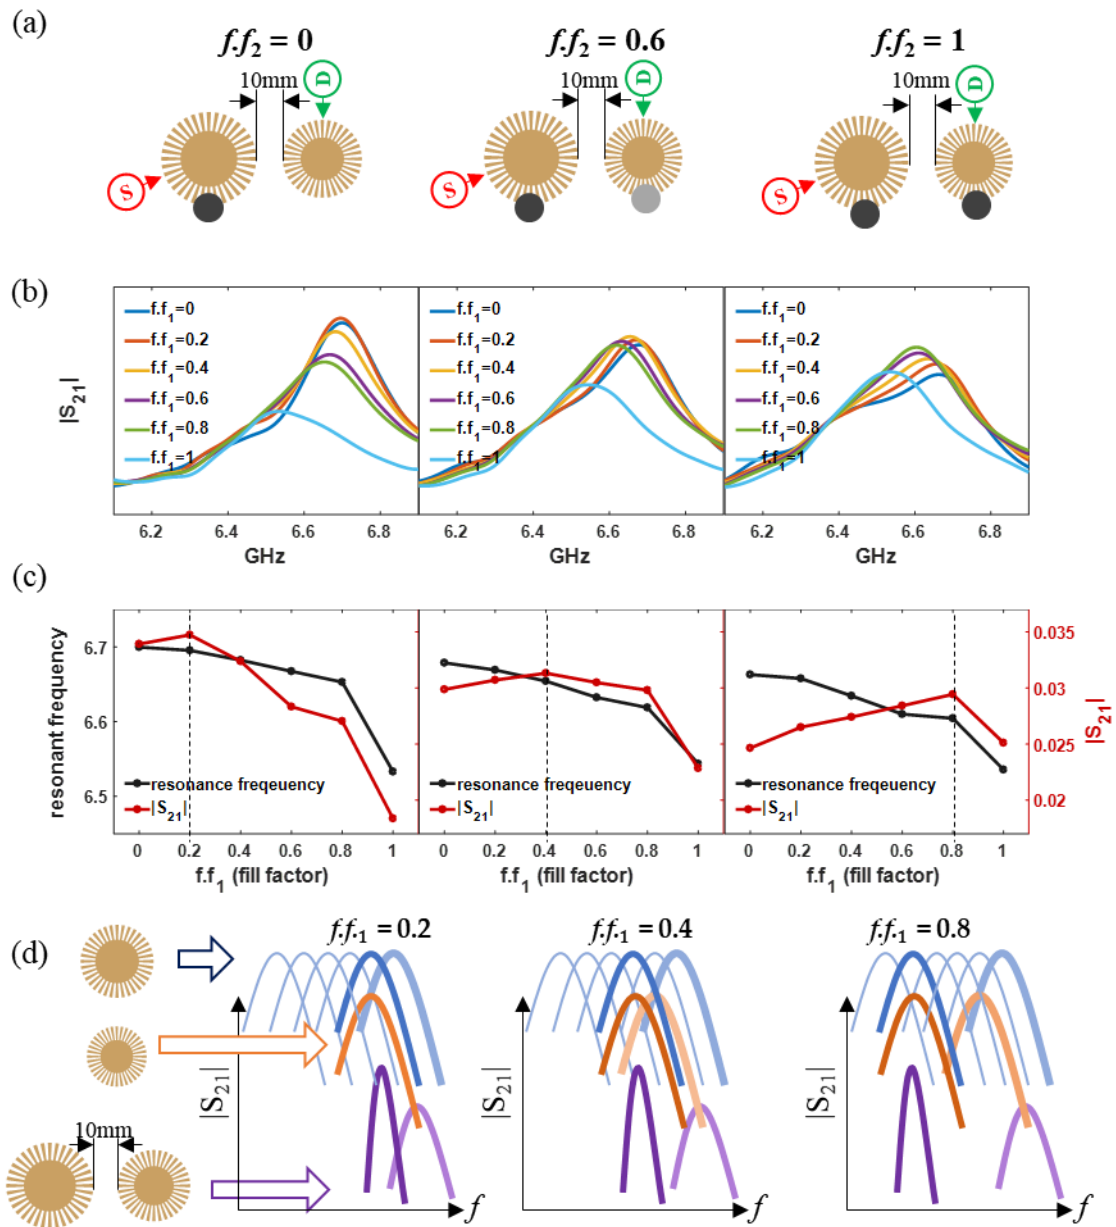 (a)
f.f2 = 0
f.f2 = 0.6
f.f2 = 1
10mm
D
S
10mm
D
S
10mm
D
S
(b)
|S21|
f.f1=0
f.f1=0.2
f.f1=0.4
f.f1=0.6
f.f1=0.8
f.f1=1
6.2 6.4 6.6 6.8
GHz
f.f1=0
f.f1=0.2
f.f1=0.4
f.f1=0.6
f.f1=0.8
f.f1=1
6.2 6.4 6.6 6.8
GHz
f.f1=0
f.f1=0.2
f.f1=0.4
f.f1=0.6
f.f1=0.8
f.f1=1
6.2 6.4 6.6 6.8
GHz
(c)
resonant frequency
6.7
6.6
6.5
resonance freqeuency
|S21|
0 0.2 0.4 0.6 0.8 1
f.f1 (fill factor)
resonance freqeuency
|S21|
0 0.2 0.4 0.6 0.8 1
f.f1 (fill factor)
resonance freqeuency
|S21|
0 0.2 0.4 0.6 0.8 1
f.f1 (fill factor)
0.035
0.03
0.025
0.02
|S21|
(d)
f.f.1 = 0.2
f.f.1 = 0.4
f.f.1 = 0.8
10mm
|S21|
f
|S21|
f
|S21|
f